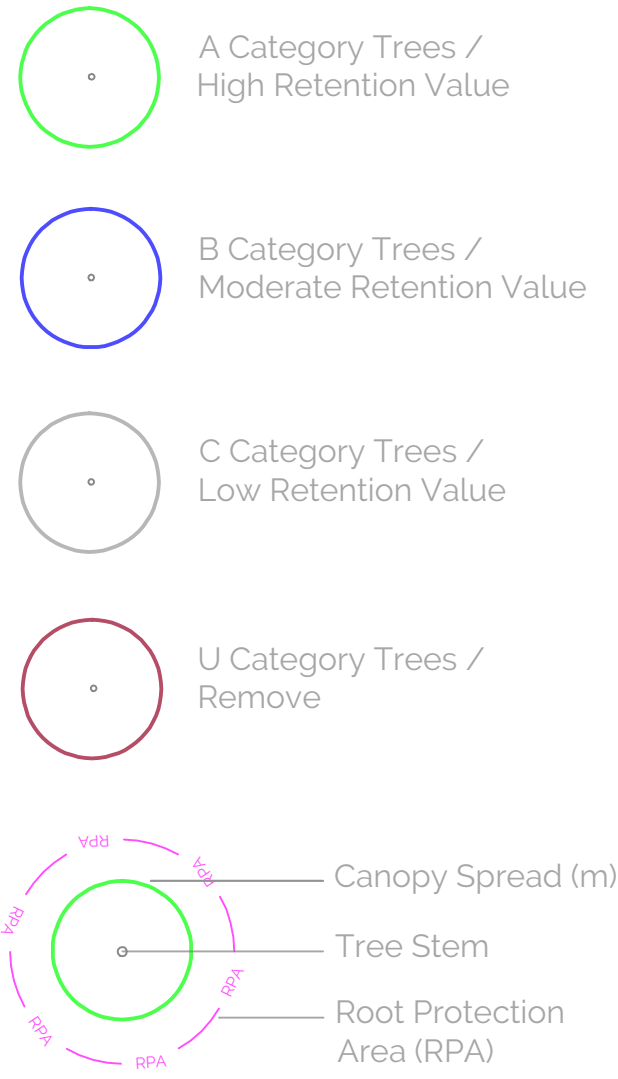 A Category Trees /
High Retention Value
B Category Trees /
Moderate Retention Value
C Category Trees /
Low Retention Value
U Category Trees /
Remove
RPA
RPA
RPA
RPA
RPA
RPA
Canopy Spread (m)
Tree Stem
Root Protection
Area (RPA)